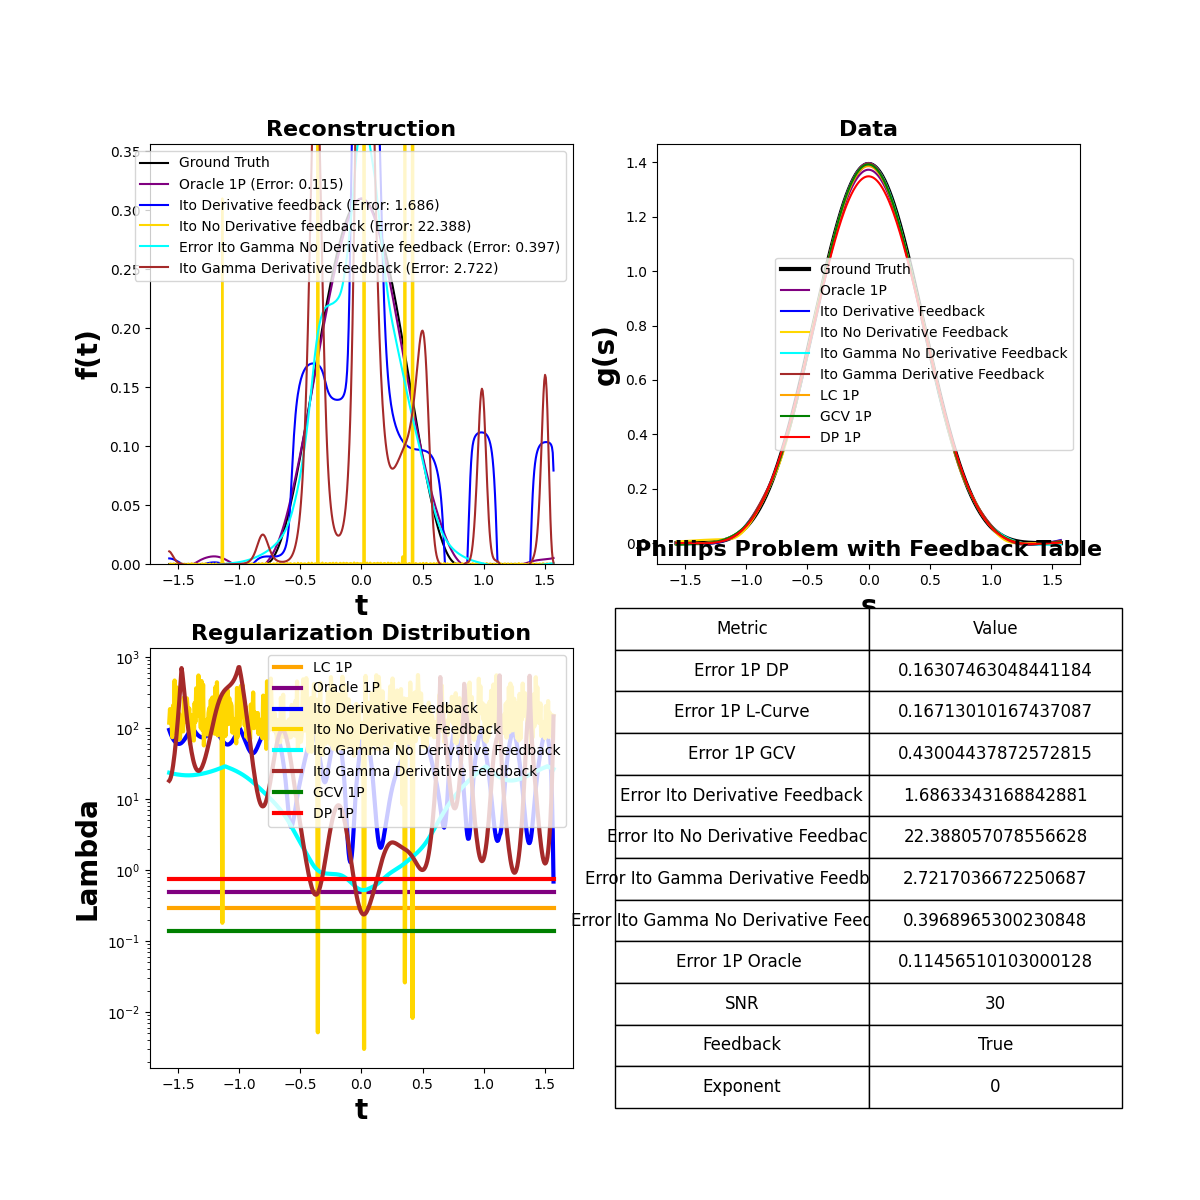 Reconstruction
f(t)
0.35
0.30
0.25
0.20
0.15
0.10
0.05
0.00
Ground Truth
Oracle 1P (Error: 0.115)
Ito Derivative feedback (Error: 1.686)
Ito No Derivative feedback (Error: 22.388)
Error Ito Gamma No Derivative feedback (Error: 0.397)
Ito Gamma Derivative feedback (Error: 2.722)
−1.5 −1.0 −0.5 0.0 0.5 1.0 1.5
t
Data
g(s)
1.4
1.2
1.0
0.8
0.6
0.4
0.2
Ground Truth
Oracle 1P
Ito Derivative Feedback
Ito No Derivative Feedback
Ito Gamma No Derivative Feedback
Ito Gamma Derivative Feedback
LC 1P
GCV 1P
DP 1P
−1.5 −1.0 −0.5 0.0 0.5 1.0 1.5
s
Regularization Distribution
Lambda
10³
10²
10¹
10⁰
10⁻¹
10⁻²
LC 1P
Oracle 1P
Ito Derivative Feedback
Ito No Derivative Feedback
Ito Gamma No Derivative Feedback
Ito Gamma Derivative Feedback
GCV 1P
DP 1P
−1.5 −1.0 −0.5 0.0 0.5 1.0 1.5
t
Phillips Problem with Feedback Table
Metric Value
Error 1P DP 0.16307463048441184
Error 1P L-Curve 0.16713010167437087
Error 1P GCV 0.43004437872572815
Error Ito Derivative Feedback 1.6863343168842881
Error Ito No Derivative Feedbac 22.388057078556628
Error Ito Gamma Derivative Feedb 2.7217036672250687
Error Ito Gamma No Derivative Feed 0.3968965300230848
Error 1P Oracle 0.11456510103000128
SNR 30
Feedback True
Exponent 0